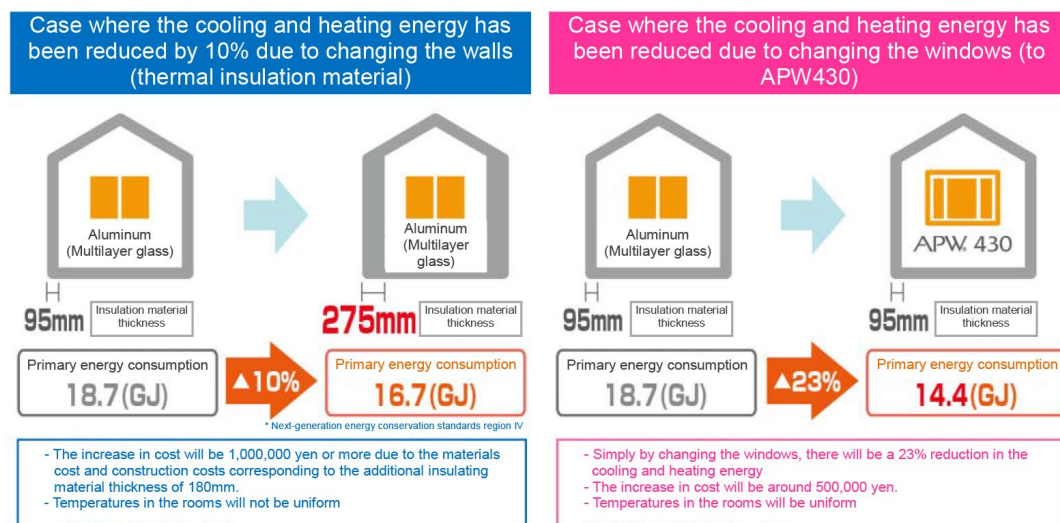 Case where the cooling and heating energy has
been reduced by 10% due to changing the walls
(thermal insulation material)
Aluminum
(Multilayer glass)
Aluminum
(Multilayer
glass)
95mm
Insulation material
thickness
275mm
Insulation material
thickness
Primary energy consumption
18.7(GJ)
▲10%
Primary energy consumption
16.7(GJ)
* Next-generation energy conservation standards region IV
- The increase in cost will be 1,000,000 yen or more due to the materials
cost and construction costs corresponding to the additional insulating
material thickness of 180mm.
- Temperatures in the rooms will not be uniform
Case where the cooling and heating energy has
been reduced due to changing the windows (to
APW430)
Aluminum
(Multilayer glass)
APW® 430
95mm
Insulation material
thickness
95mm
Insulation material
thickness
Primary energy consumption
18.7(GJ)
▲23%
Primary energy consumption
14.4(GJ)
- Simply by changing the windows, there will be a 23% reduction in the
cooling and heating energy
- The increase in cost will be around 500,000 yen.
- Temperatures in the rooms will be uniform